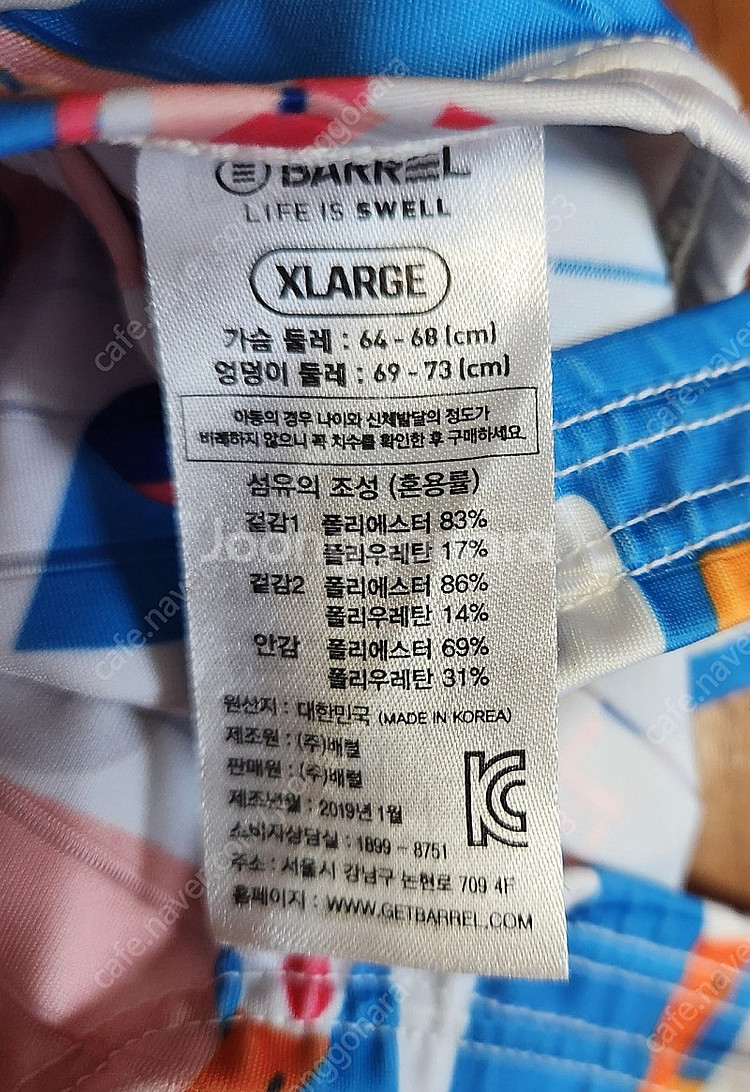 BARREL
LIFE IS SWELL
XLARGE
가슴 둘레 : 64 - 68 (cm)
엉덩이 둘레 : 69 - 73 (cm)
아동의 경우 나이와 신체발달의 정도가
비례하지 않으니 꼭 치수를 확인한 후 구매하세요.
섬유의 조성 (혼용률)
겉감1 폴리에스터 83%
폴리우레탄 17%
겉감2 폴리에스터 86%
폴리우레탄 14%
안감 폴리에스터 69%
폴리우레탄 31%
원산지 : 대한민국 (MADE IN KOREA)
제조원 : (주)배럴
판매원 : (주)배럴
제조년월 : 2019년 1월
소비자상담실 : 1899 - 8751
주소 : 서울시 강남구 논현로 709 4F
홈페이지 : WWW.GETBARREL.COM